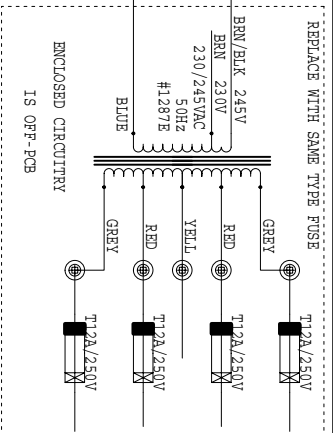 REPLACE WITH SAME TYPE FUSE
BRN/BLK 245V
BRN 230V
230/245VAC
50Hz
#1287E
BLUE
ENCLOSED CIRCUITRY
IS OFF-PCB
GREY
RED
YELL
RED
GREY
T12A/250V
T12A/250V
T12A/250V
T12A/250V